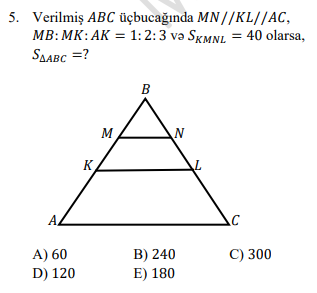 5. Verilmiş ABC üçbucağında MN//KL//AC,
MB: MK: AK = 1: 2: 3 və S_KMNL = 40 olarsa,
S_ΔABC =?
B
M N
K L
A C
A) 60 B) 240 C) 300
D) 120 E) 180